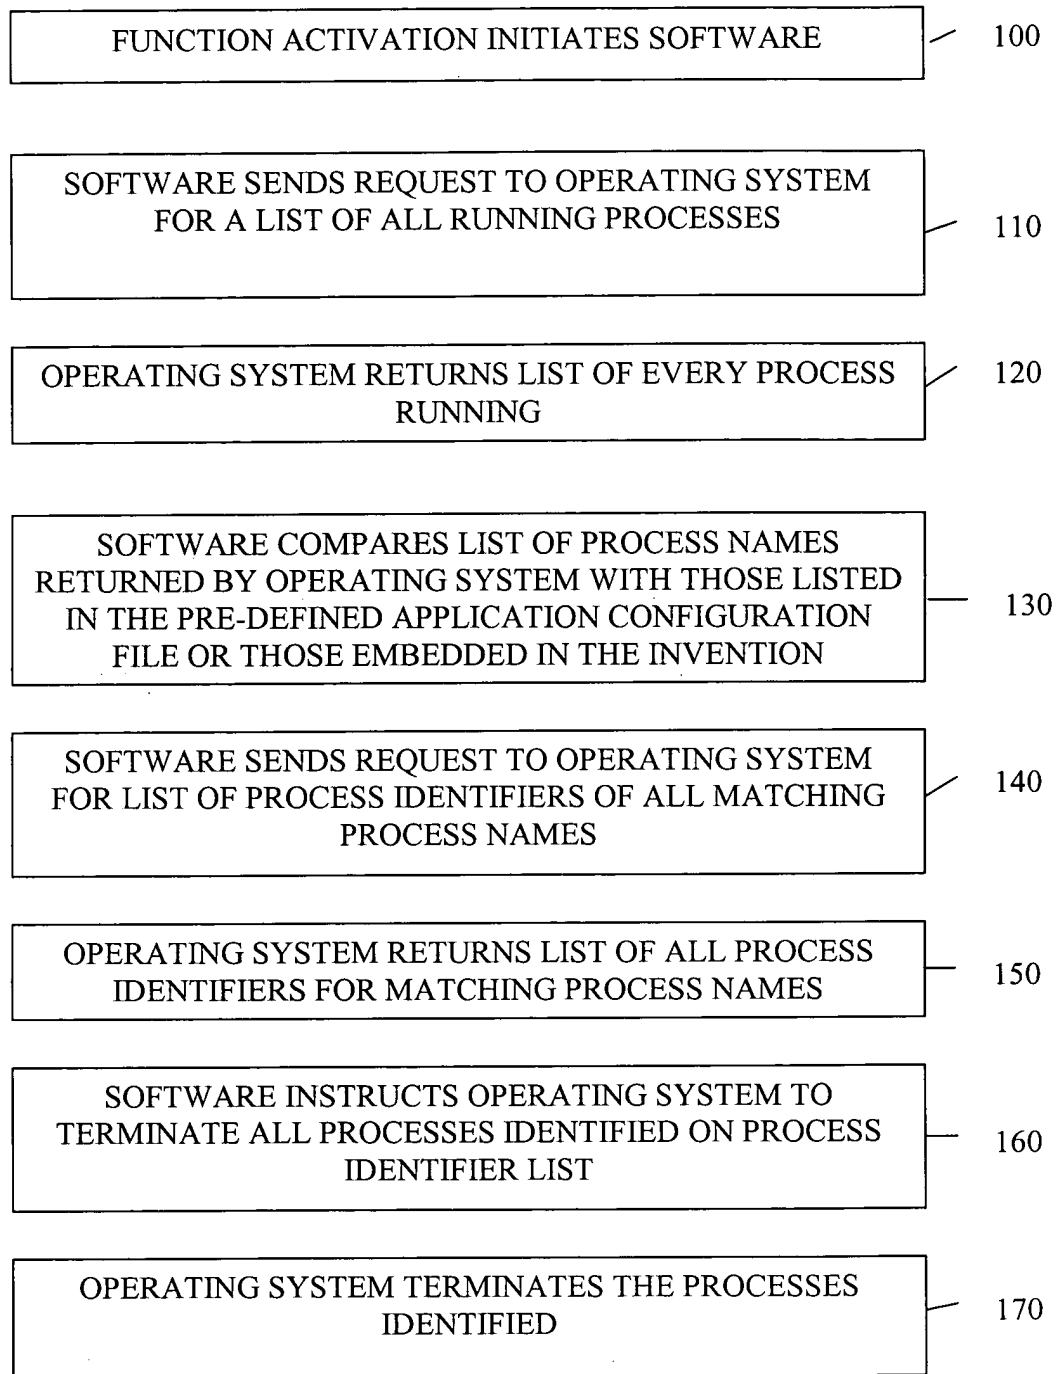 FUNCTION ACTIVATION INITIATES SOFTWARE
100
SOFTWARE SENDS REQUEST TO OPERATING SYSTEM
FOR A LIST OF ALL RUNNING PROCESSES
110
OPERATING SYSTEM RETURNS LIST OF EVERY PROCESS
RUNNING
120
SOFTWARE COMPARES LIST OF PROCESS NAMES
RETURNED BY OPERATING SYSTEM WITH THOSE LISTED
IN THE PRE-DEFINED APPLICATION CONFIGURATION
FILE OR THOSE EMBEDDED IN THE INVENTION
130
SOFTWARE SENDS REQUEST TO OPERATING SYSTEM
FOR LIST OF PROCESS IDENTIFIERS OF ALL MATCHING
PROCESS NAMES
140
OPERATING SYSTEM RETURNS LIST OF ALL PROCESS
IDENTIFIERS FOR MATCHING PROCESS NAMES
150
SOFTWARE INSTRUCTS OPERATING SYSTEM TO
TERMINATE ALL PROCESSES IDENTIFIED ON PROCESS
IDENTIFIER LIST
160
OPERATING SYSTEM TERMINATES THE PROCESSES
IDENTIFIED
170